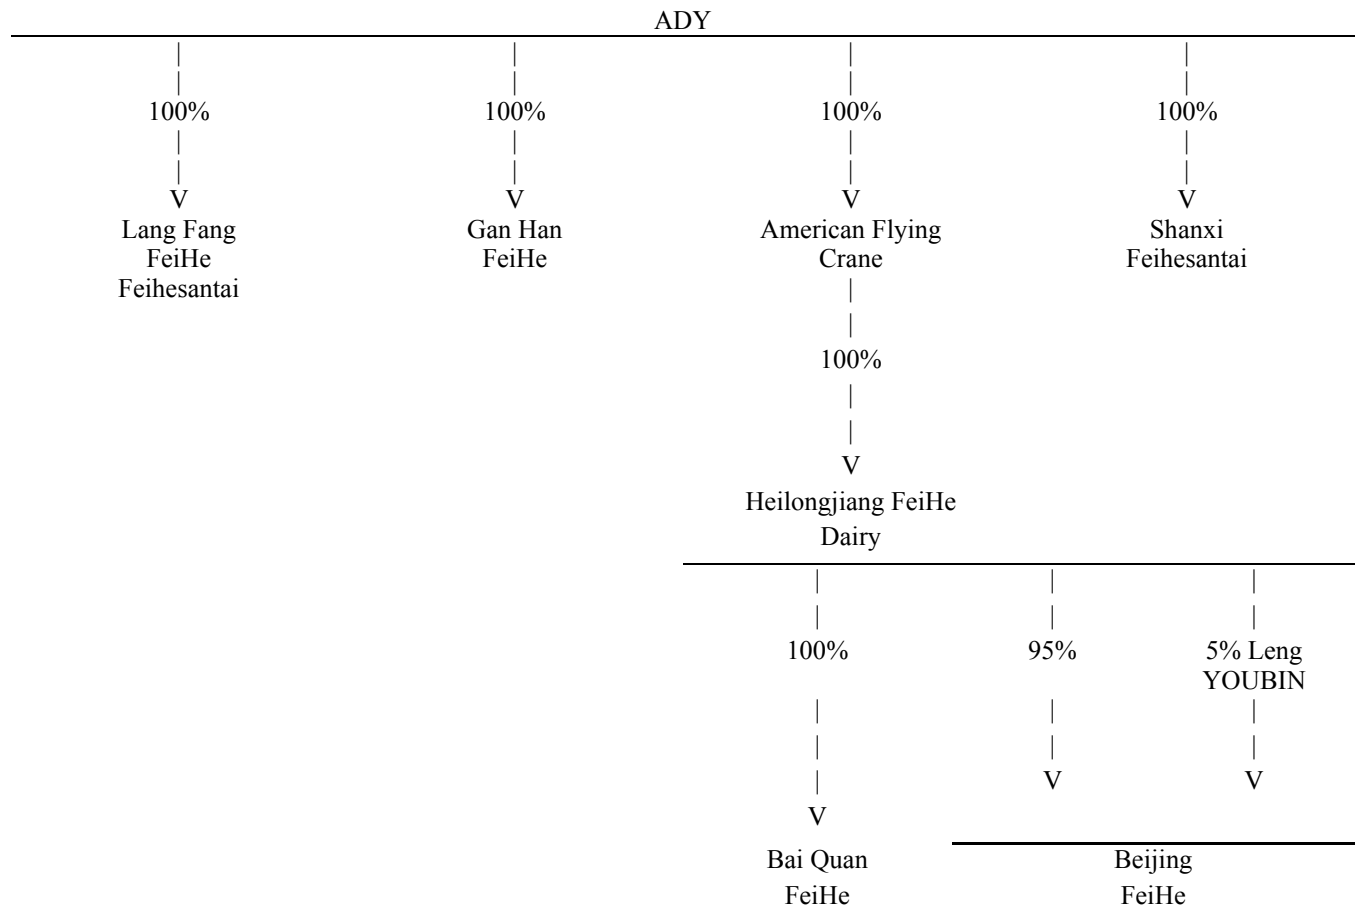 ADY
100% 100% 100% 100%
V V V V
Lang Fang Gan Han American Flying Shanxi
FeiHe FeiHe Crane Feihesantai
Feihesantai
100%
V
Heilongjiang FeiHe
Dairy
100% 95% 5% Leng
YOUBIN
V V
V
Bai Quan Beijing
FeiHe FeiHe